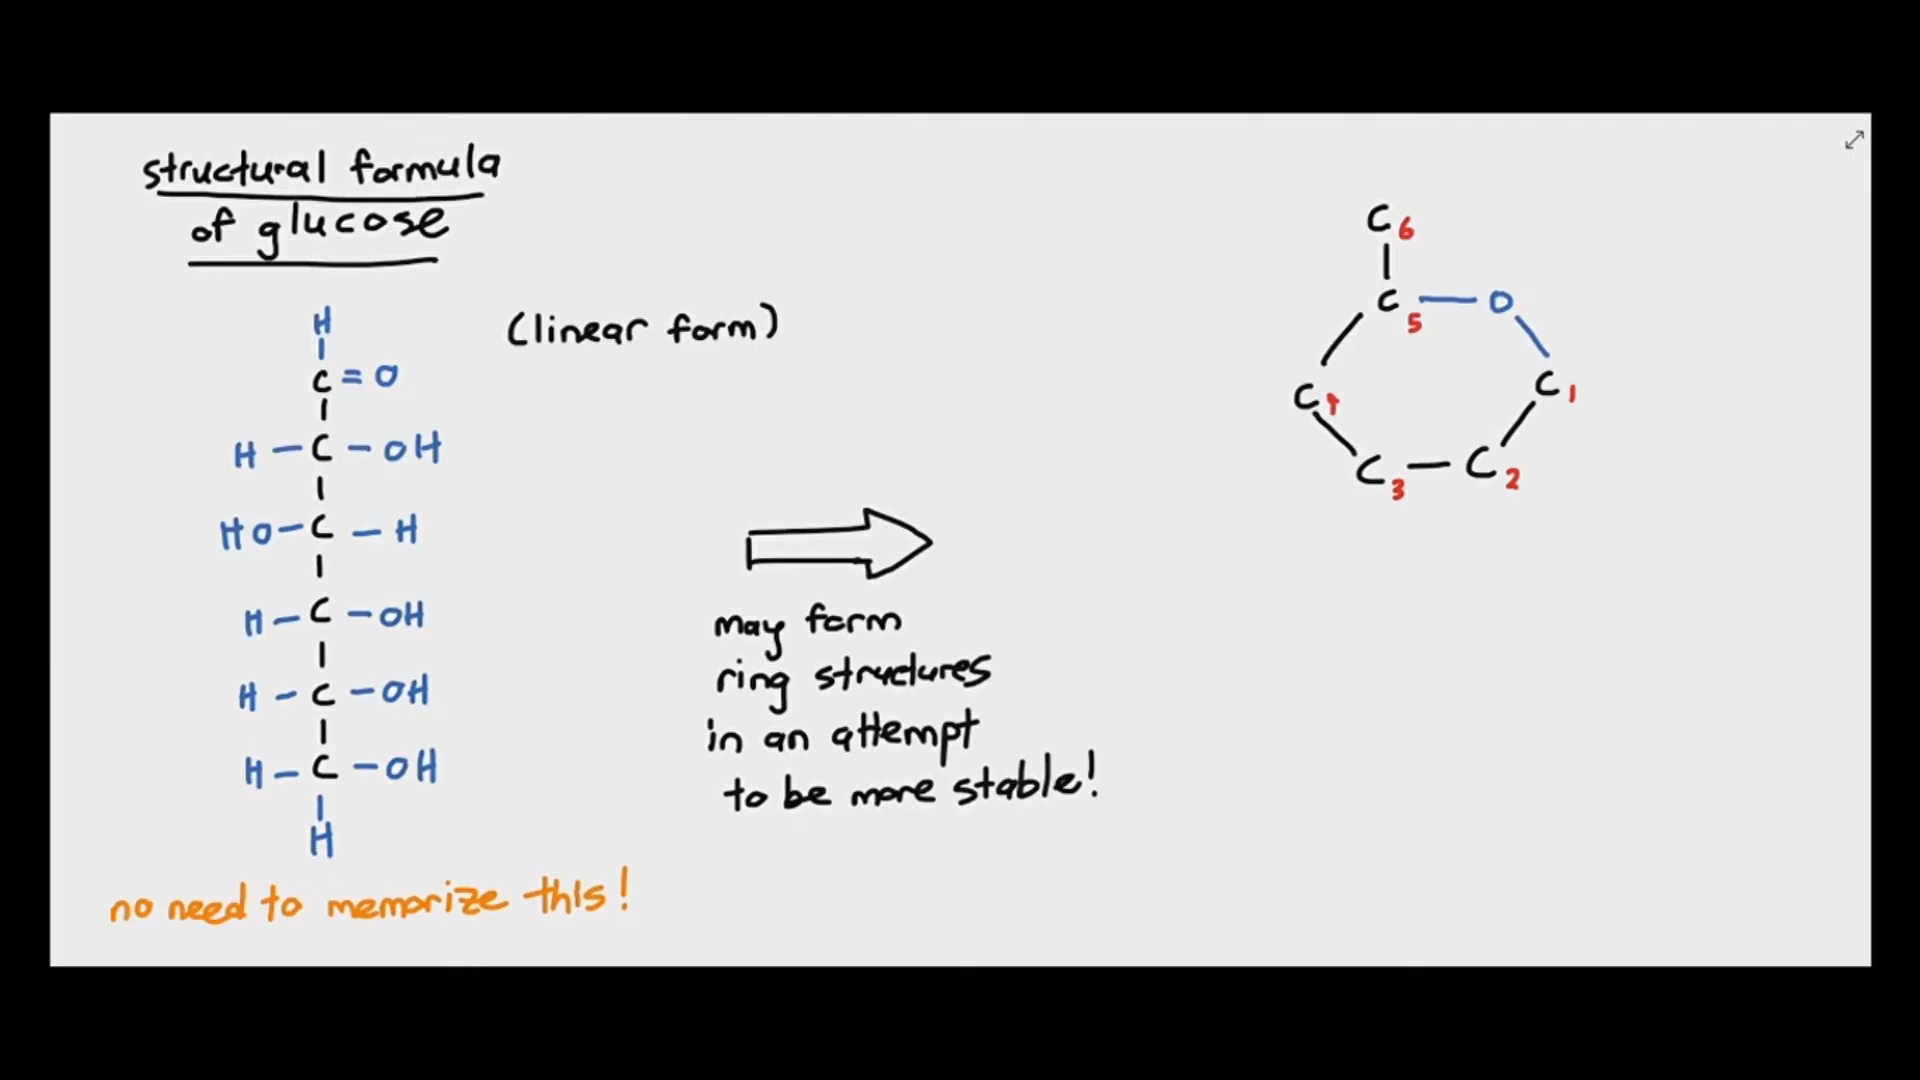 structural formula
of glucose
(linear form)
H
C = O
H - C - OH
HO - C - H
H - C - OH
H - C - OH
H - C - OH
H
no need to memorize this!
may form
ring structures
in an attempt
to be more stable!
C6
C5 - O
C4 C1
C3 - C2